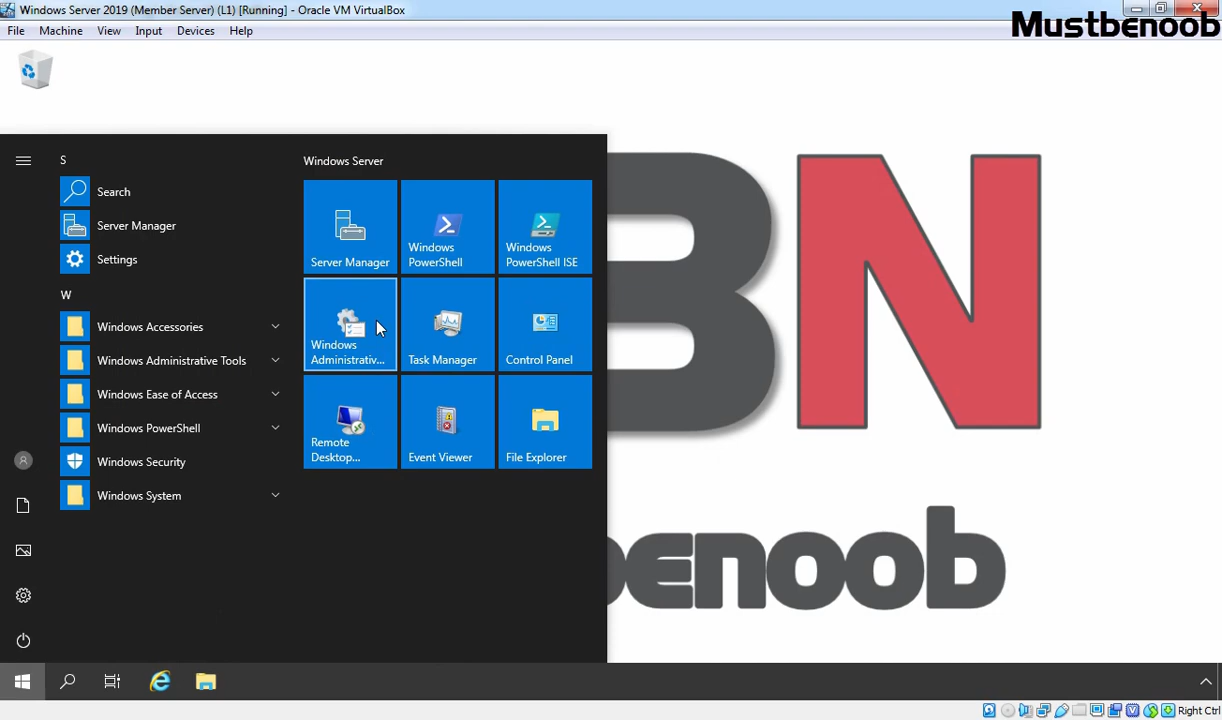 Windows Server 2019 (Member Server) (L1) [Running] - Oracle VM VirtualBox
File Machine View Input Devices Help
Mustbenoob
S
Search
Server Manager
Settings
W
Windows Accessories
Windows Administrative Tools
Windows Ease of Access
Windows PowerShell
Windows Security
Windows System
Windows Server
Server Manager
Windows
PowerShell
Windows
PowerShell ISE
Windows
Administrativ...
Task Manager
Control Panel
Remote
Desktop...
Event Viewer
File Explorer
BN
benoob
Right Ctrl